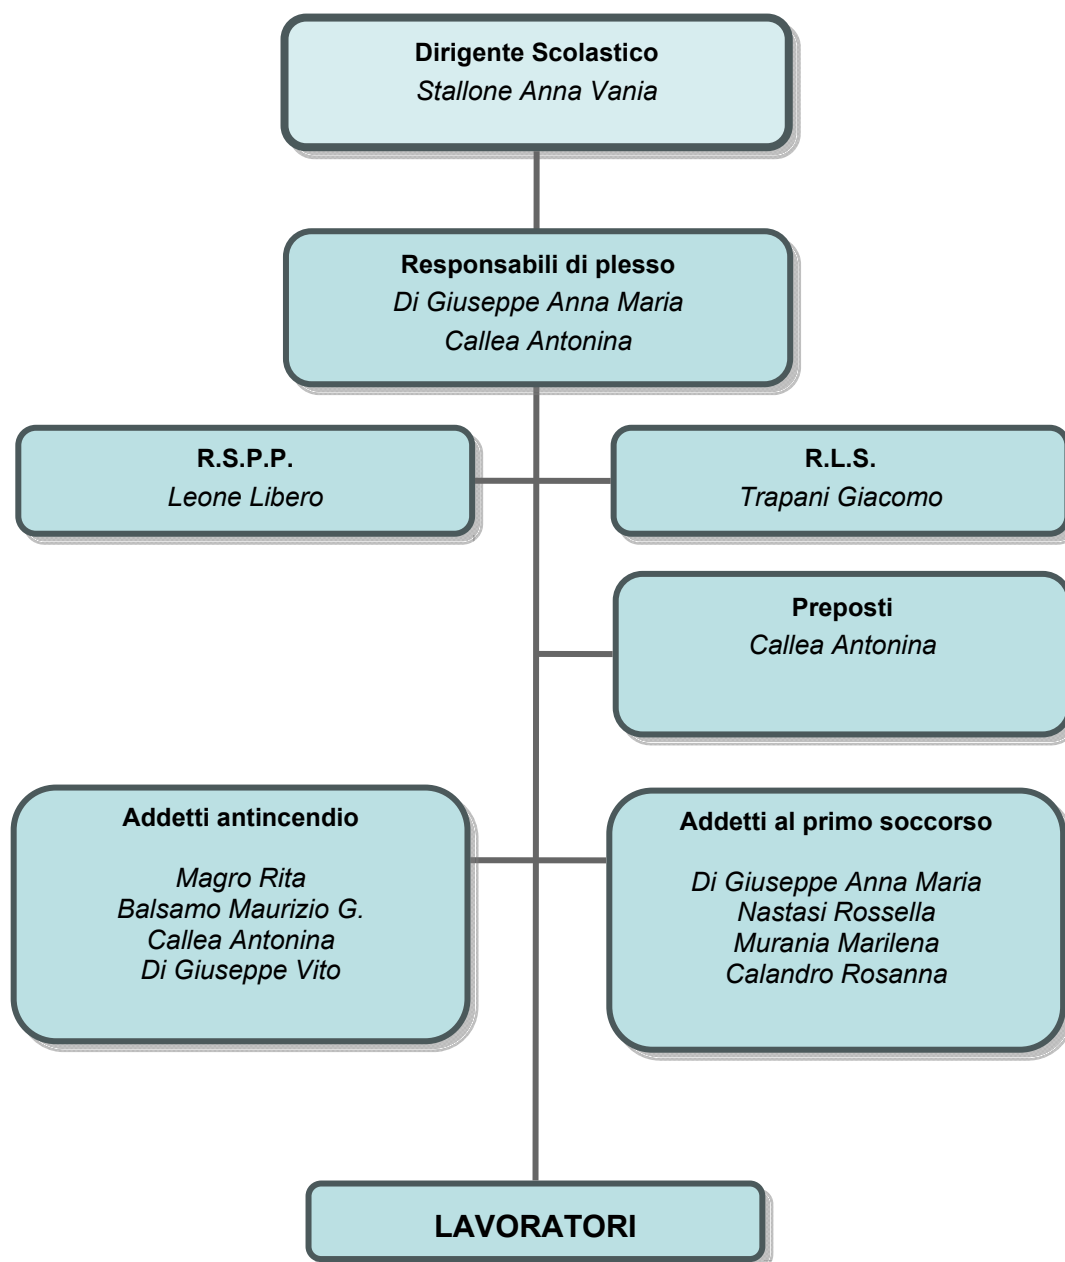 Dirigente Scolastico
Stallone Anna Vania
Responsabili di plesso
Di Giuseppe Anna Maria
Callea Antonina
R.S.P.P.
Leone Libero
R.L.S.
Trapani Giacomo
Preposti
Callea Antonina
Addetti antincendio
Magro Rita
Balsamo Maurizio G.
Callea Antonina
Di Giuseppe Vito
Addetti al primo soccorso
Di Giuseppe Anna Maria
Nastasi Rossella
Murania Marilena
Calandro Rosanna
LAVORATORI